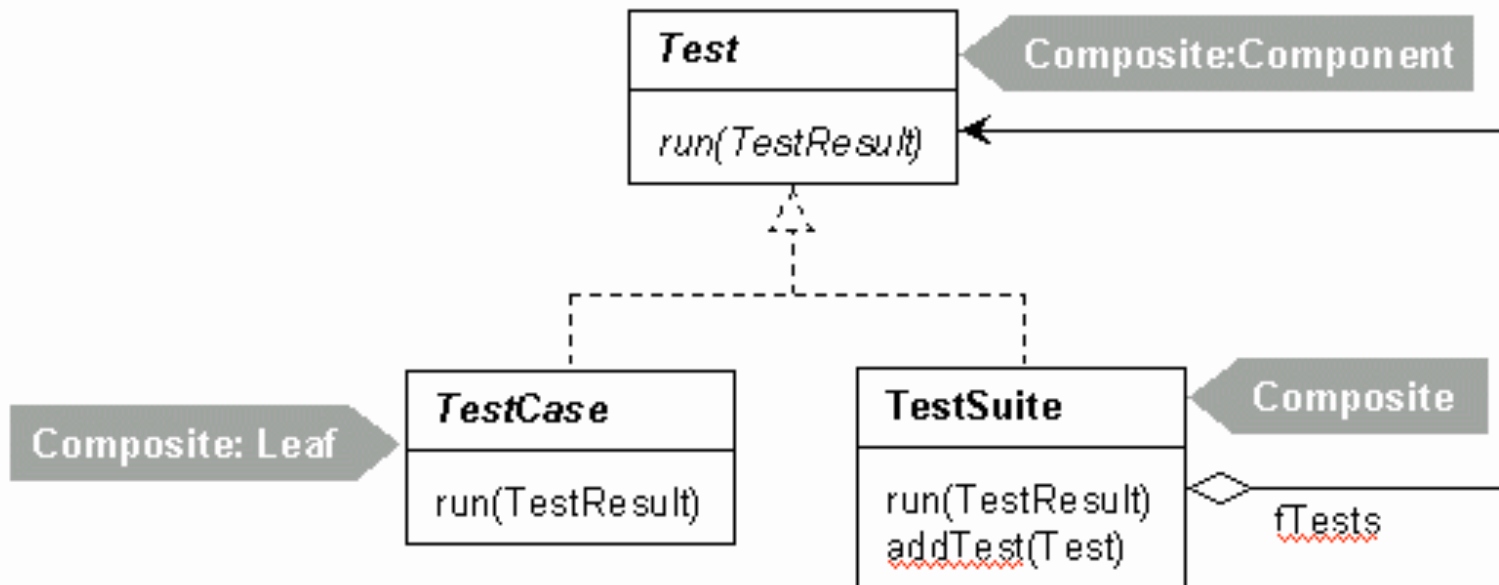 Test
Composite:Component
run(TestResult)
TestCase
Composite: Leaf
run(TestResult)
TestSuite
Composite
run(TestResult)
addTest(Test)
fTests